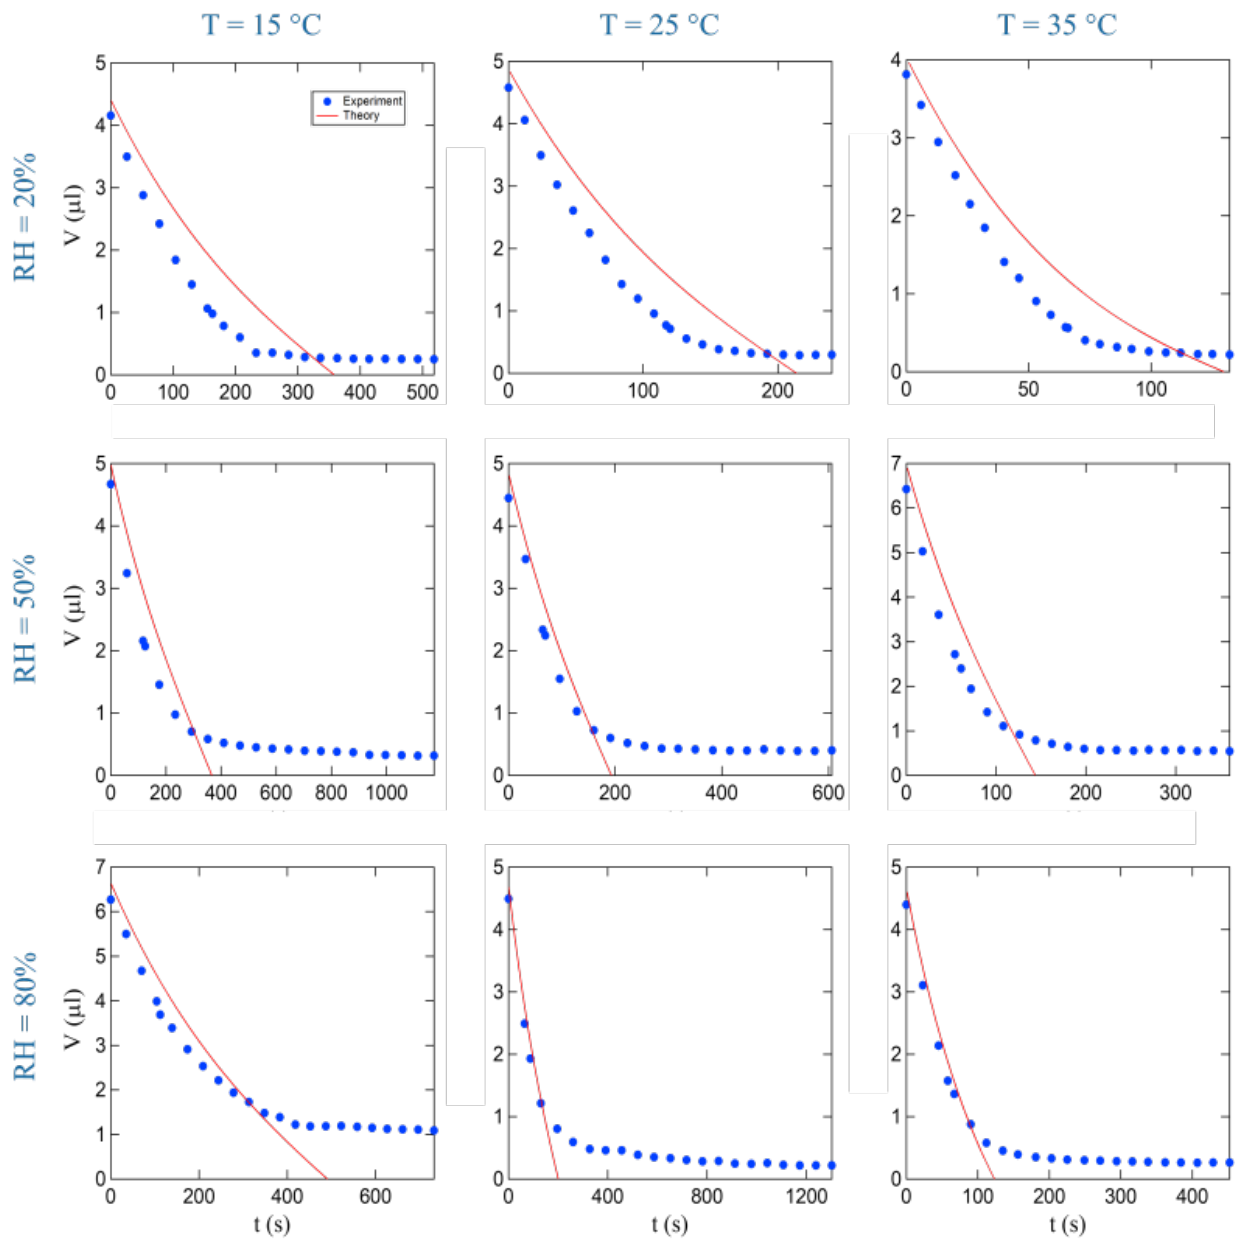 T = 15 °C T = 25 °C T = 35 °C
RH = 20%
V (μl)
5 4 3 2 1 0
0 100 200 300 400 500
Experiment
Theory
5 4 3 2 1 0
0 100 200
4 3 2 1 0
0 50 100
RH = 50%
V (μl)
5 4 3 2 1 0
0 200 400 600 800 1000
5 4 3 2 1 0
0 200 400 600
7 6 5 4 3 2 1 0
0 100 200 300
RH = 80%
V (μl)
7 6 5 4 3 2 1 0
0 200 400 600
t (s)
5 4 3 2 1 0
0 400 800 1200
t (s)
5 4 3 2 1 0
0 100 200 300 400
t (s)